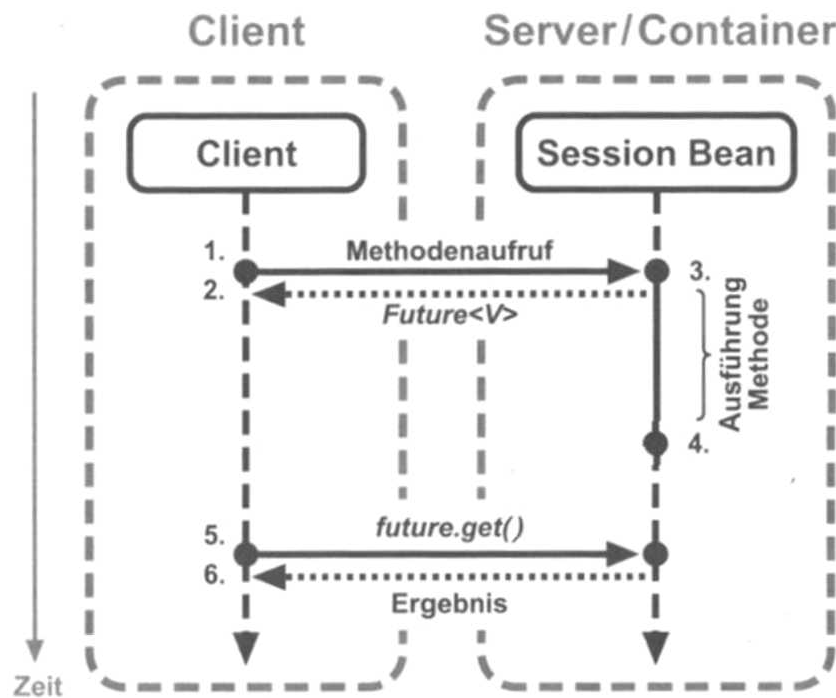 Client
Server/Container
Client
Session Bean
1.
Methodenaufruf
3.
2.
Future<V>
Ausführung
Methode
4.
5.
future.get()
6.
Ergebnis
Zeit